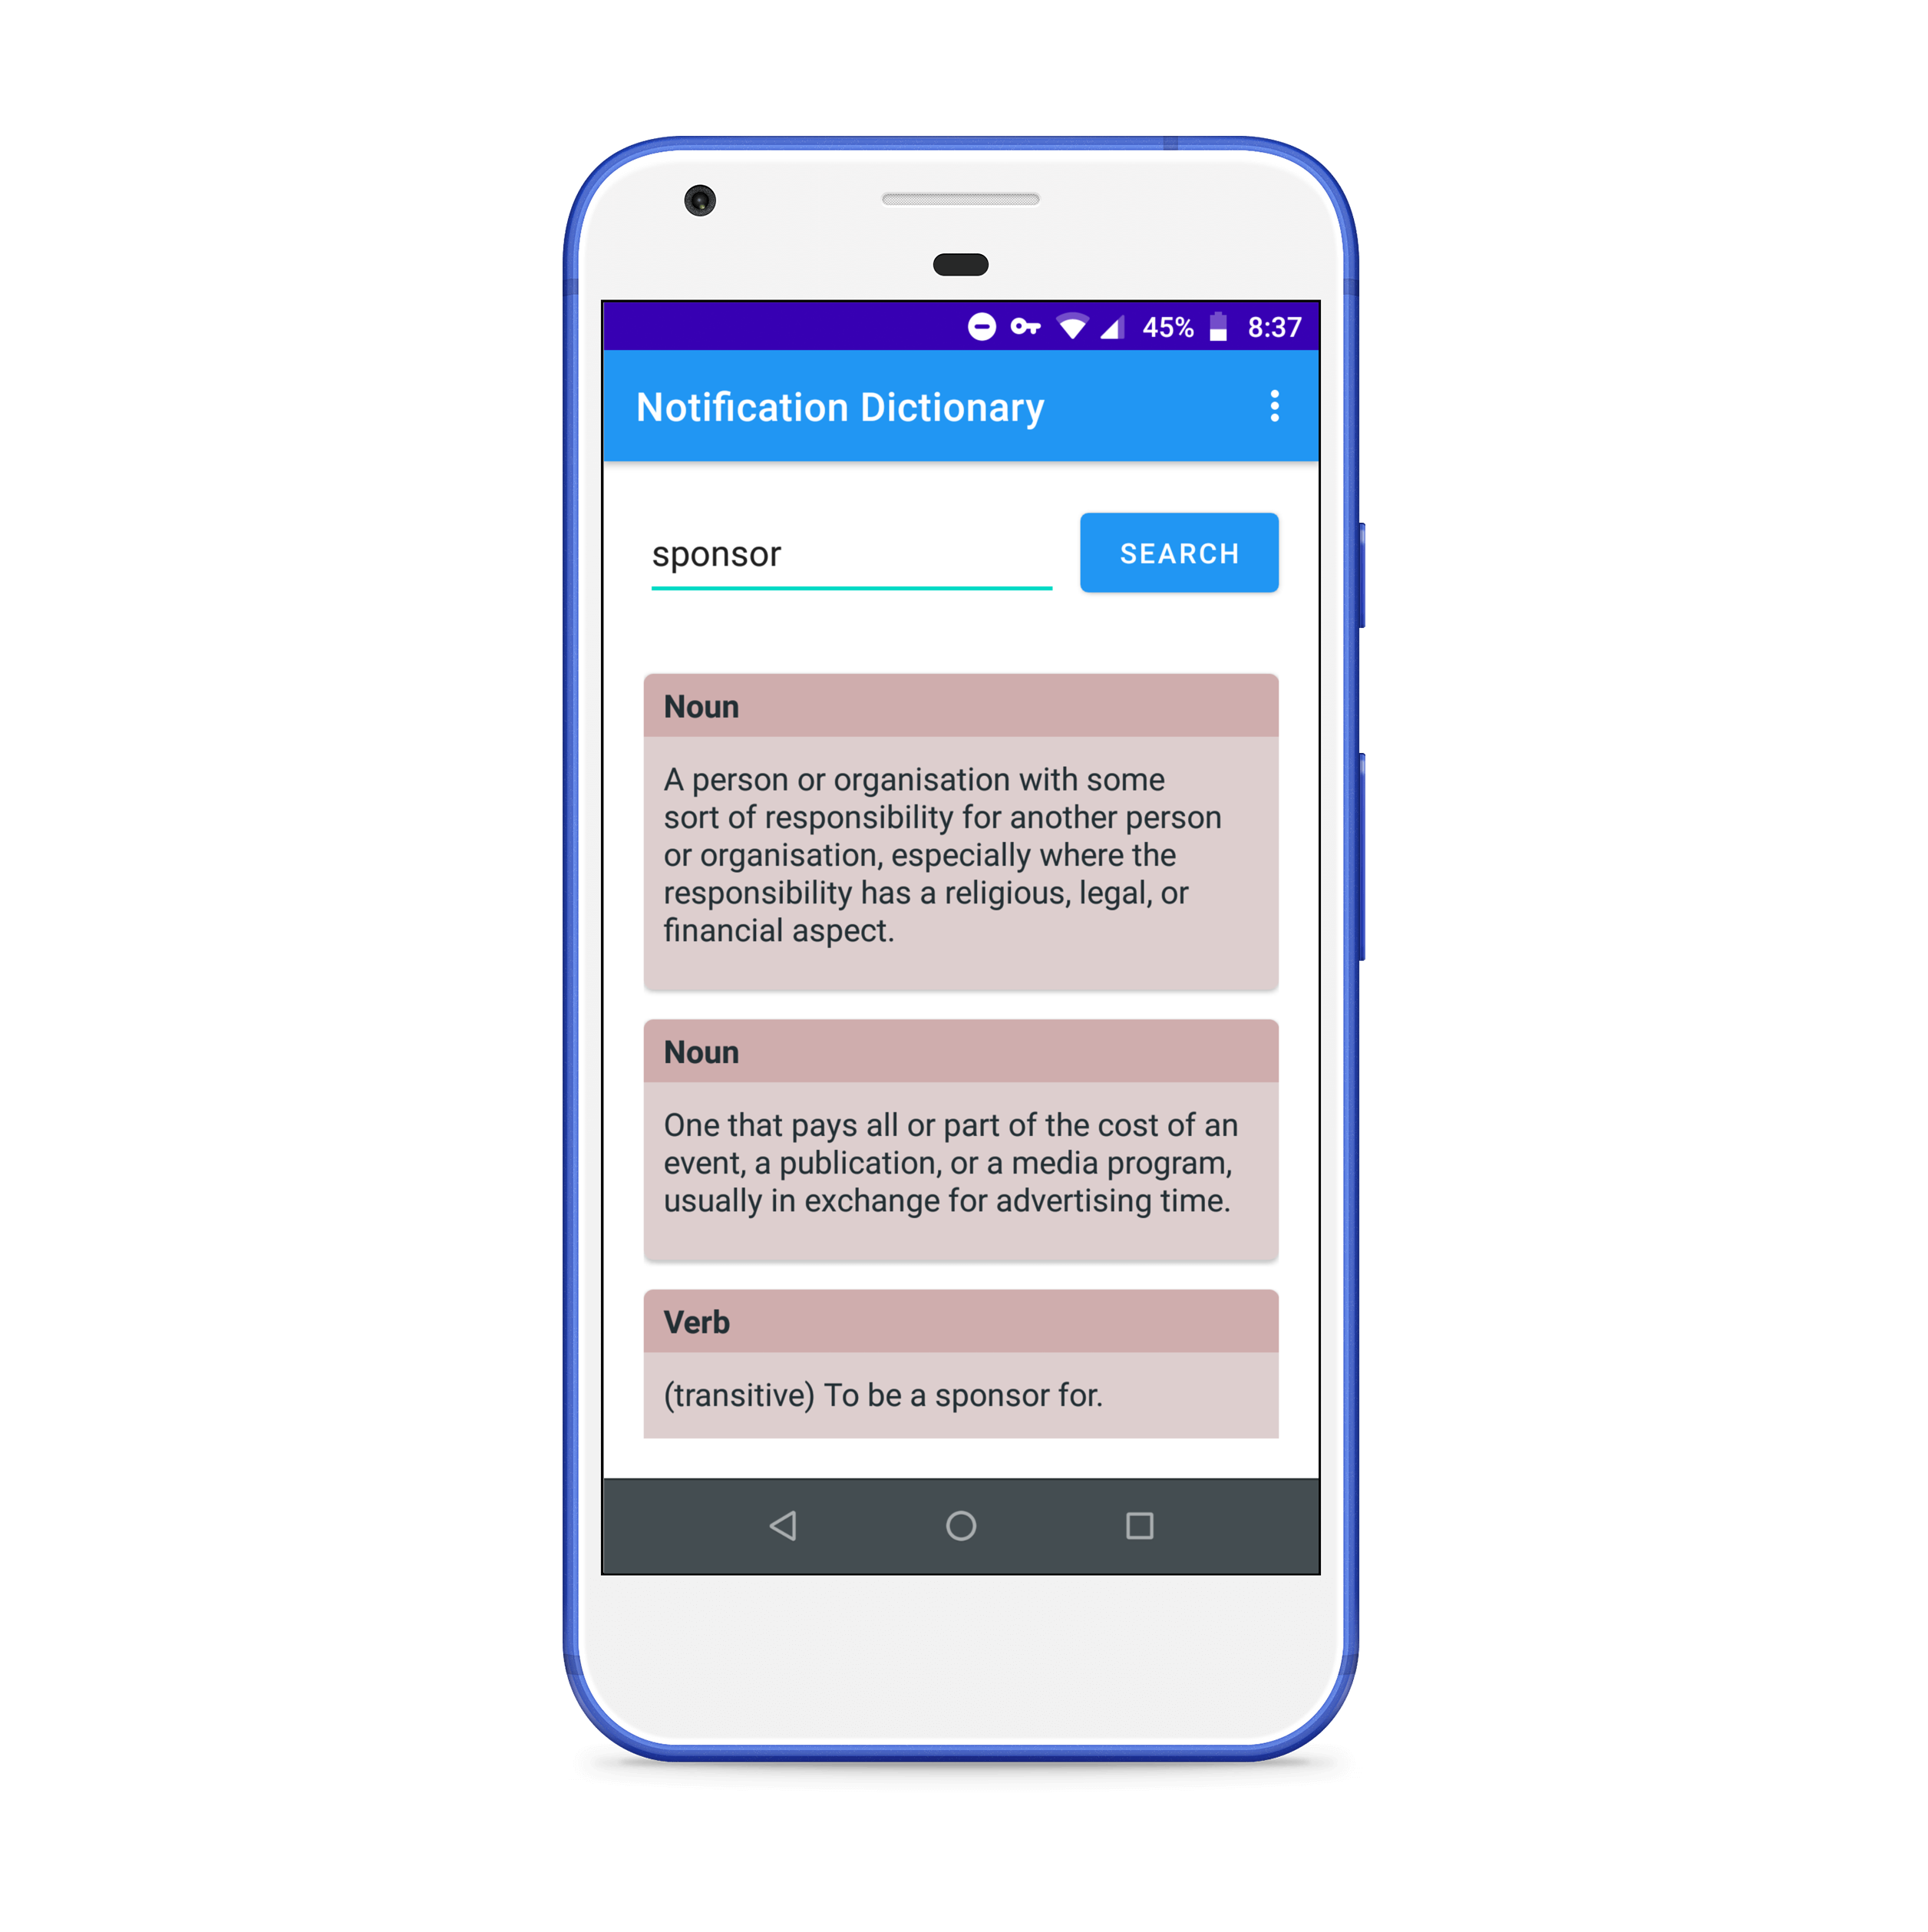 45% 8:37
Notification Dictionary
sponsor SEARCH
Noun
A person or organisation with some
sort of responsibility for another person
or organisation, especially where the
responsibility has a religious, legal, or
financial aspect.
Noun
One that pays all or part of the cost of an
event, a publication, or a media program,
usually in exchange for advertising time.
Verb
(transitive) To be a sponsor for.